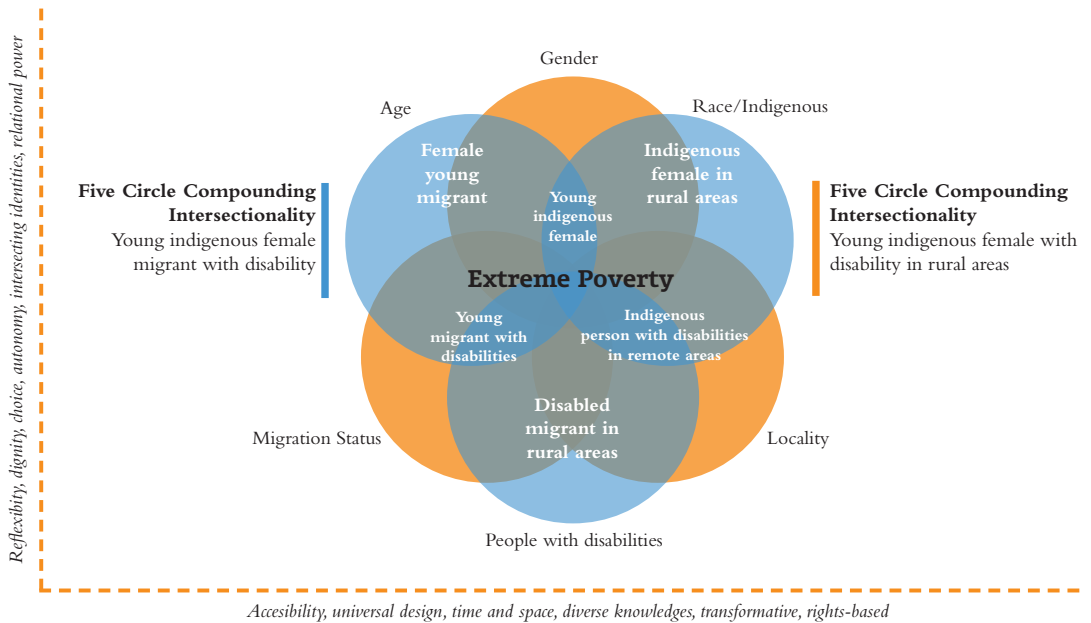 Reflexibity, dignity, choice, autonomy, intersecting identities, relational power
Gender
Age
Race/Indigenous
Female
young
migrant
Indigenous
female in
rural areas
Young
indigenous
female
Five Circle Compounding
Intersectionality
Young indigenous female
migrant with disability
Five Circle Compounding
Intersectionality
Young indigenous female with
disability in rural areas
Extreme Poverty
Young
migrant with
disabilities
Indigenous
person with disabilities
in remote areas
Disabled
migrant in
rural areas
Migration Status
Locality
People with disabilities
Accesibility, universal design, time and space, diverse knowledges, transformative, rights-based